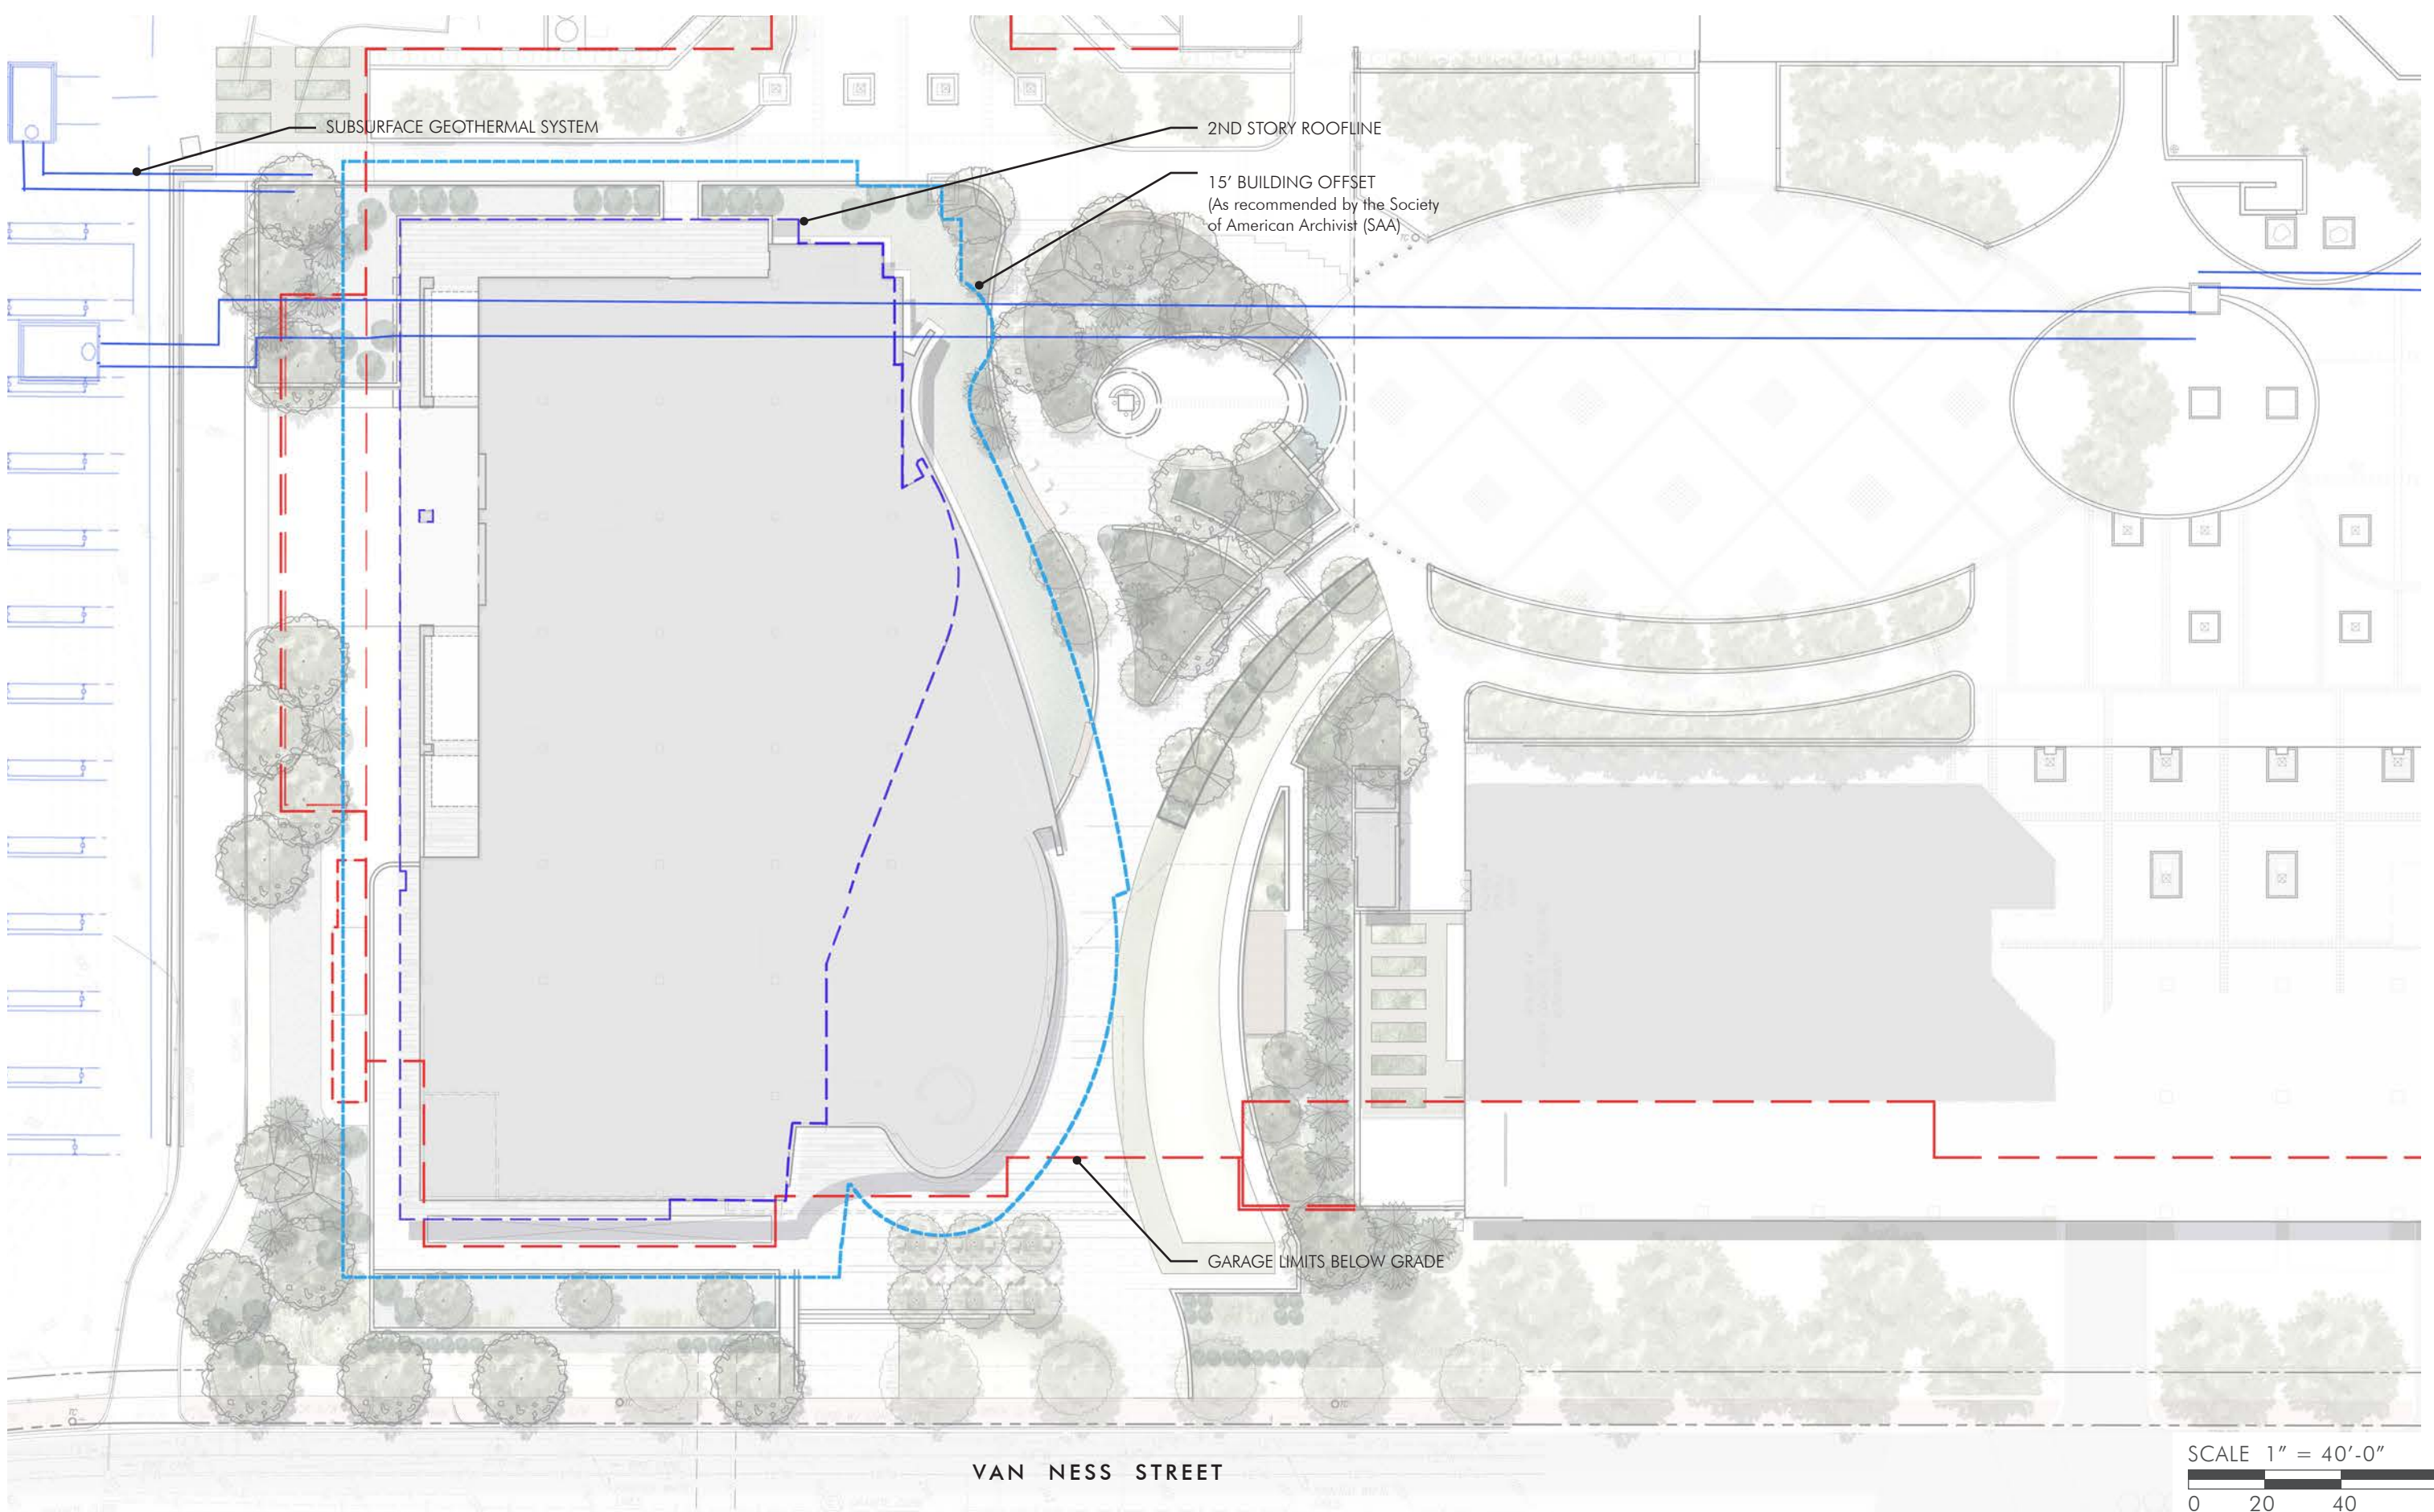 SUBSURFACE GEOTHERMAL SYSTEM
2ND STORY ROOFLINE
15' BUILDING OFFSET
(As recommended by the Society
of American Archivist (SAA)
GARAGE LIMITS BELOW GRADE
VAN NESS STREET
SCALE 1" = 40'-0"
0 20 40